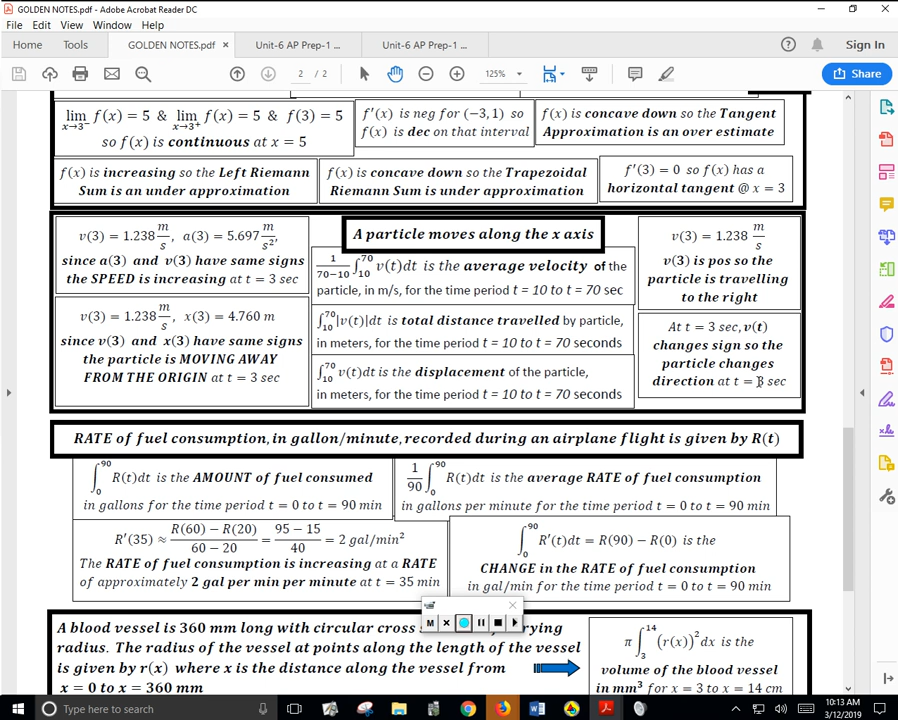 GOLDEN NOTES.pdf - Adobe Acrobat Reader DC
File Edit View Window Help
Home Tools GOLDEN NOTES.pdf × Unit-6 AP Prep-1 ... Unit-6 AP Prep-1 ... Sign In
2 / 2 125% Share
lim x→3⁻ f(x) = 5 & lim x→3⁺ f(x) = 5 & f(3) = 5
so f(x) is continuous at x = 5
f'(x) is neg for (−3,1) so
f(x) is dec on that interval
f(x) is concave down so the Tangent
Approximation is an over estimate
f(x) is increasing so the Left Riemann
Sum is an under approximation
f(x) is concave down so the Trapezoidal
Riemann Sum is under approximation
f'(3) = 0 so f(x) has a
horizontal tangent @ x = 3
A particle moves along the x axis
v(3) = 1.238 m/s, a(3) = 5.697 m/s²,
since a(3) and v(3) have same signs
the SPEED is increasing at t = 3 sec
v(3) = 1.238 m/s, x(3) = 4.760 m
since v(3) and x(3) have same signs
the particle is MOVING AWAY
FROM THE ORIGIN at t = 3 sec
1/(70−10) ∫₁₀⁷⁰ v(t)dt is the average velocity of the
particle, in m/s, for the time period t = 10 to t = 70 sec
∫₁₀⁷⁰ |v(t)|dt is total distance travelled by particle,
in meters, for the time period t = 10 to t = 70 seconds
∫₁₀⁷⁰ v(t)dt is the displacement of the particle,
in meters, for the time period t = 10 to t = 70 seconds
v(3) = 1.238 m/s
v(3) is pos so the
particle is travelling
to the right
At t = 3 sec, v(t)
changes sign so the
particle changes
direction at t = 3 sec
RATE of fuel consumption, in gallon/minute, recorded during an airplane flight is given by R(t)
∫₀⁹⁰ R(t)dt is the AMOUNT of fuel consumed
in gallons for the time period t = 0 to t = 90 min
1/90 ∫₀⁹⁰ R(t)dt is the average RATE of fuel consumption
in gallons per minute for the time period t = 0 to t = 90 min
R'(35) ≈ (R(60) − R(20))/(60 − 20) = (95 − 15)/40 = 2 gal/min²
The RATE of fuel consumption is increasing at a RATE
of approximately 2 gal per min per minute at t = 35 min
∫₀⁹⁰ R'(t)dt = R(90) − R(0) is the
CHANGE in the RATE of fuel consumption
in gal/min for the time period t = 0 to t = 90 min
M
A blood vessel is 360 mm long with circular cross
radius. The radius of the vessel at points along the length of the vessel
is given by r(x) where x is the distance along the vessel from
x = 0 to x = 360 mm
π ∫₃¹⁴ (r(x))² dx is the
volume of the blood vessel
in mm³ for x = 3 to x = 14 cm
Type here to search
10:13 AM
3/12/2019